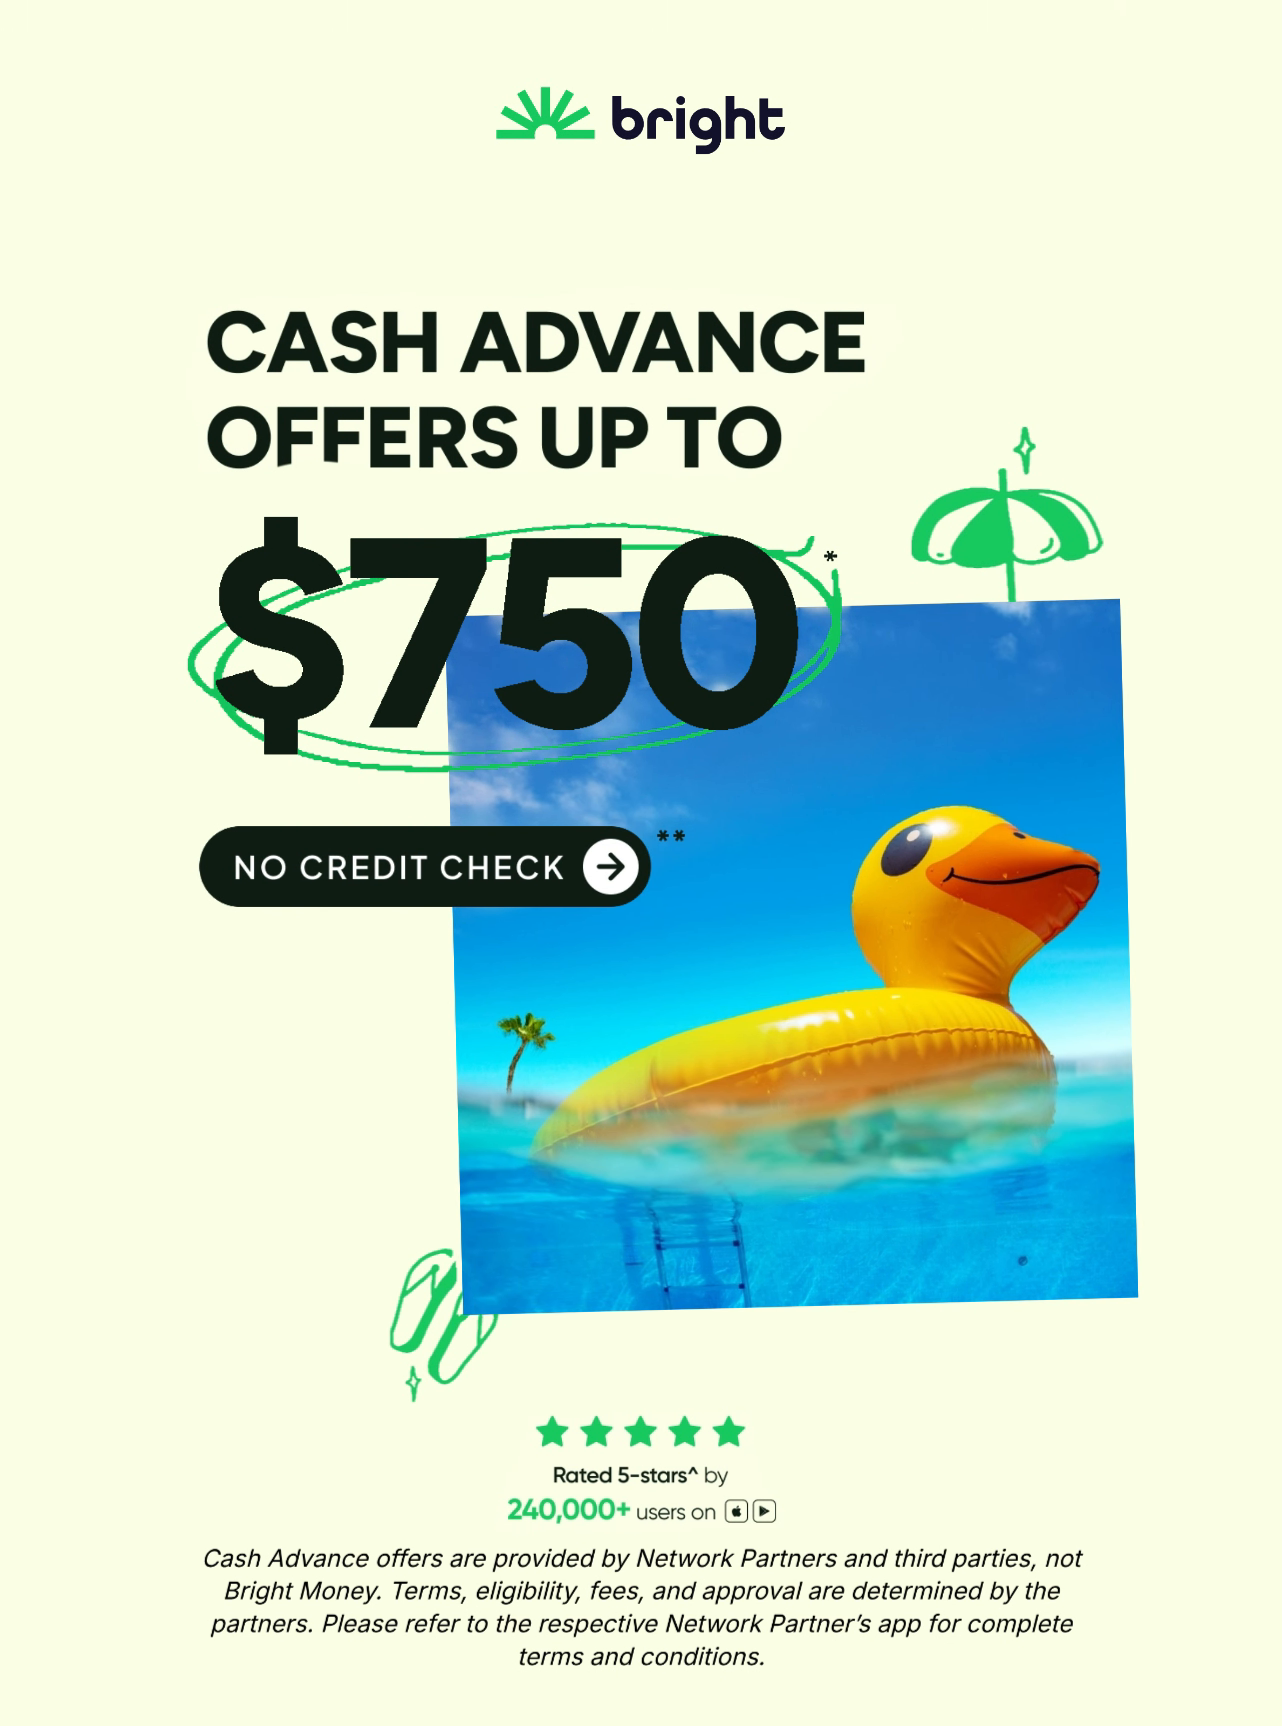 bright
CASH ADVANCE
OFFERS UP TO
$750*
NO CREDIT CHECK**
Rated 5-stars^ by
240,000+ users on
Cash Advance offers are provided by Network Partners and third parties, not
Bright Money. Terms, eligibility, fees, and approval are determined by the
partners. Please refer to the respective Network Partner’s app for complete
terms and conditions.